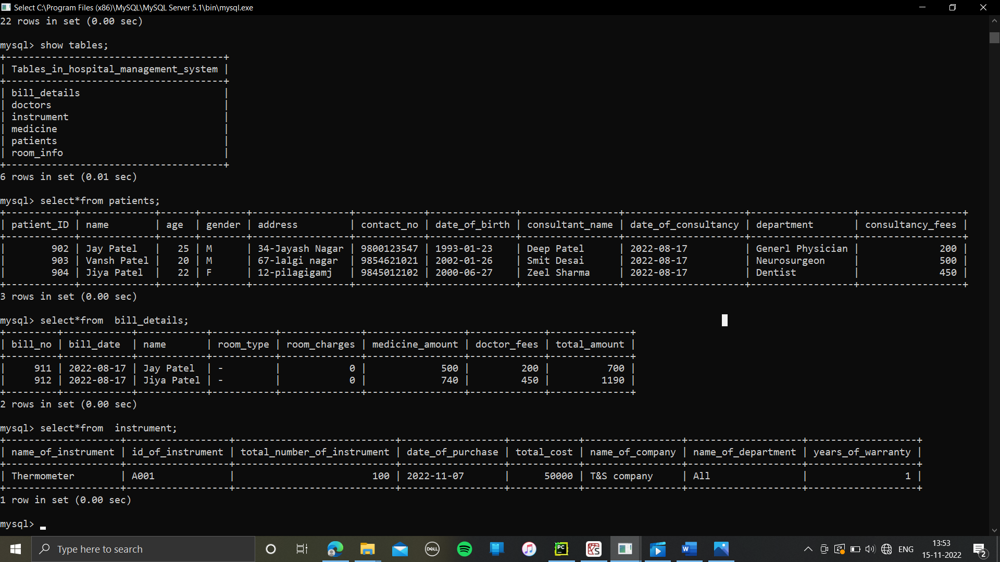 Select C:\Program Files (x86)\MySQL\MySQL Server 5.1\bin\mysql.exe
22 rows in set (0.00 sec)
mysql> show tables;
+--------------------------------------+
| Tables_in_hospital_management_system |
+--------------------------------------+
| bill_details                         |
| doctors                              |
| instrument                           |
| medicine                             |
| patients                             |
| room_info                            |
+--------------------------------------+
6 rows in set (0.01 sec)
mysql> select*from patients;
+------------+-------------+------+--------+-----------------+------------+---------------+-----------------+---------------------+------------------+------------------+
| patient_ID | name        | age  | gender | address         | contact_no | date_of_birth | consultant_name | date_of_consultancy | department       | consultancy_fees |
+------------+-------------+------+--------+-----------------+------------+---------------+-----------------+---------------------+------------------+------------------+
|        902 | Jay Patel   |   25 | M      | 34-Jayash Nagar | 9800123547 | 1993-01-23    | Deep Patel      | 2022-08-17          | Generl Physician |              200 |
|        903 | Vansh Patel |   20 | M      | 67-lalgi nagar  | 9854621021 | 2002-01-26    | Smit Desai      | 2022-08-17          | Neurosurgeon     |              500 |
|        904 | Jiya Patel  |   22 | F      | 12-pilagigamj   | 9845012102 | 2000-06-27    | Zeel Sharma     | 2022-08-17          | Dentist          |              450 |
+------------+-------------+------+--------+-----------------+------------+---------------+-----------------+---------------------+------------------+------------------+
3 rows in set (0.00 sec)
mysql> select*from  bill_details;
+---------+------------+------------+-----------+--------------+-----------------+-------------+--------------+
| bill_no | bill_date  | name       | room_type | room_charges | medicine_amount | doctor_fees | total_amount |
+---------+------------+------------+-----------+--------------+-----------------+-------------+--------------+
|     911 | 2022-08-17 | Jay Patel  | -         |            0 |             500 |         200 |          700 |
|     912 | 2022-08-17 | Jiya Patel | -         |            0 |             740 |         450 |         1190 |
+---------+------------+------------+-----------+--------------+-----------------+-------------+--------------+
2 rows in set (0.00 sec)
mysql> select*from  instrument;
+--------------------+------------------+----------------------------+------------------+------------+-----------------+--------------------+-------------------+
| name_of_instrument | id_of_instrument | total_number_of_instrument | date_of_purchase | total_cost | name_of_company | name_of_department | years_of_warranty |
+--------------------+------------------+----------------------------+------------------+------------+-----------------+--------------------+-------------------+
| Thermometer        | A001             |                        100 | 2022-11-07       |      50000 | T&S company     | All                |                 1 |
+--------------------+------------------+----------------------------+------------------+------------+-----------------+--------------------+-------------------+
1 row in set (0.00 sec)
mysql>
Type here to search
DELL
PC
W
ENG
13:53
15-11-2022
2